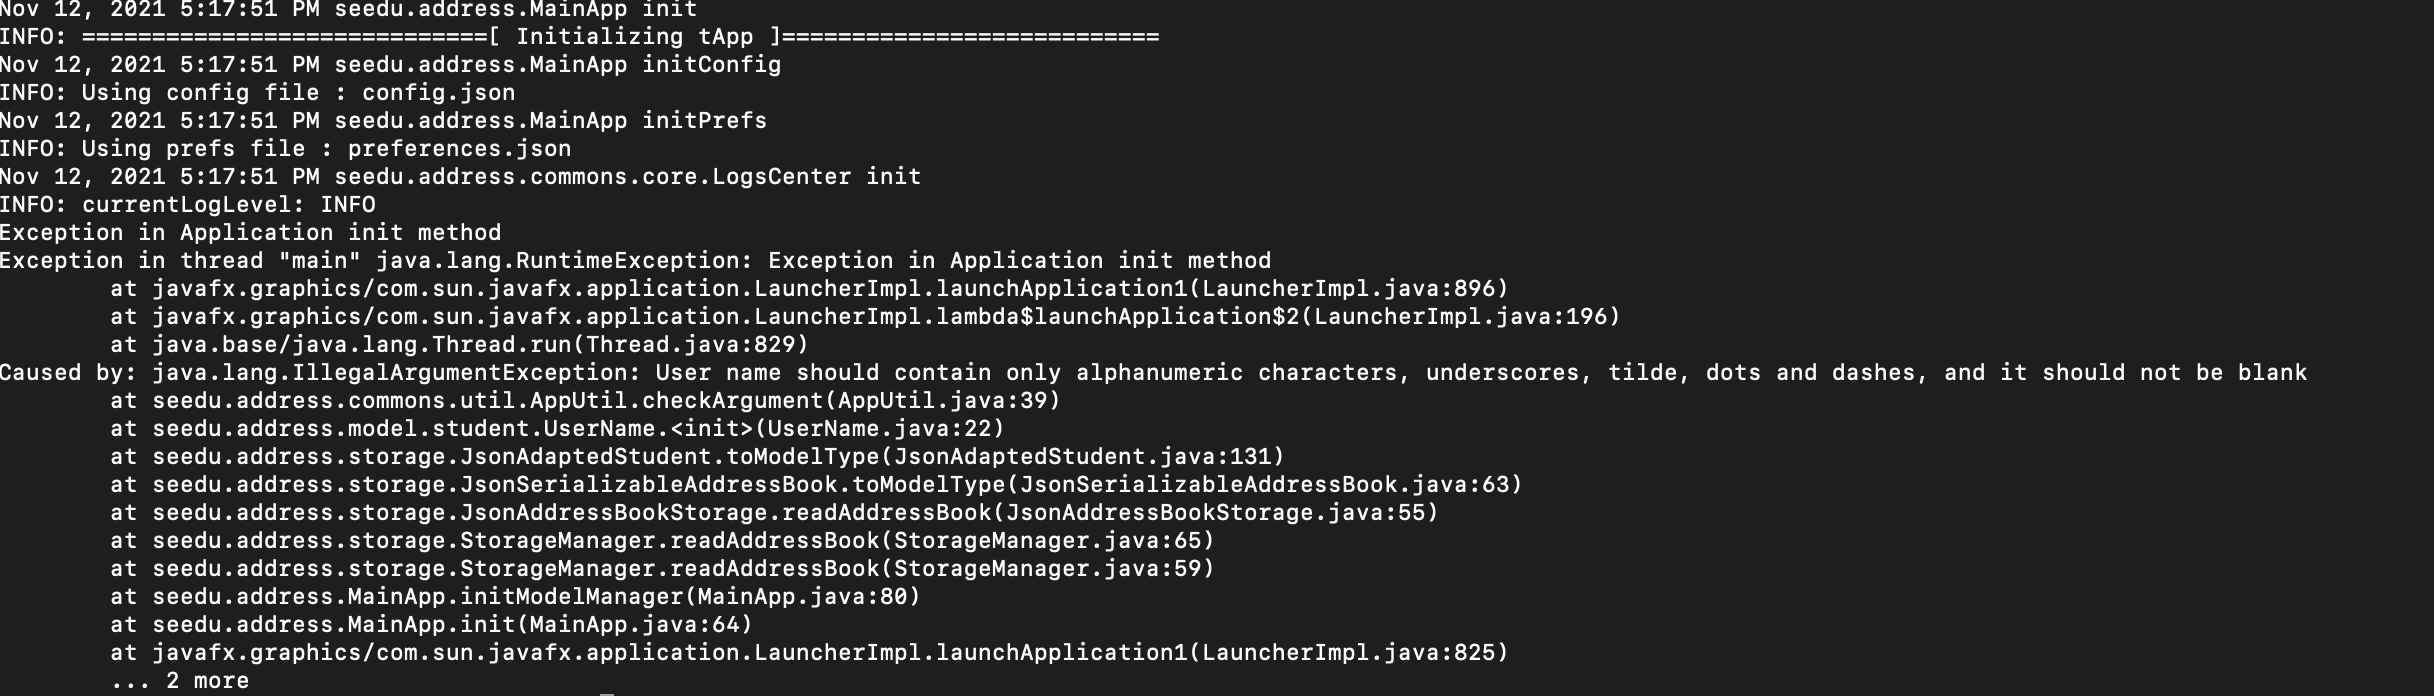 Nov 12, 2021 5:17:51 PM seedu.address.MainApp init
INFO: =============================[ Initializing tApp ]===========================
Nov 12, 2021 5:17:51 PM seedu.address.MainApp initConfig
INFO: Using config file : config.json
Nov 12, 2021 5:17:51 PM seedu.address.MainApp initPrefs
INFO: Using prefs file : preferences.json
Nov 12, 2021 5:17:51 PM seedu.address.commons.core.LogsCenter init
INFO: currentLogLevel: INFO
Exception in Application init method
Exception in thread "main" java.lang.RuntimeException: Exception in Application init method
        at javafx.graphics/com.sun.javafx.application.LauncherImpl.launchApplication1(LauncherImpl.java:896)
        at javafx.graphics/com.sun.javafx.application.LauncherImpl.lambda$launchApplication$2(LauncherImpl.java:196)
        at java.base/java.lang.Thread.run(Thread.java:829)
Caused by: java.lang.IllegalArgumentException: User name should contain only alphanumeric characters, underscores, tilde, dots and dashes, and it should not be blank
        at seedu.address.commons.util.AppUtil.checkArgument(AppUtil.java:39)
        at seedu.address.model.student.UserName.<init>(UserName.java:22)
        at seedu.address.storage.JsonAdaptedStudent.toModelType(JsonAdaptedStudent.java:131)
        at seedu.address.storage.JsonSerializableAddressBook.toModelType(JsonSerializableAddressBook.java:63)
        at seedu.address.storage.JsonAddressBookStorage.readAddressBook(JsonAddressBookStorage.java:55)
        at seedu.address.storage.StorageManager.readAddressBook(StorageManager.java:65)
        at seedu.address.storage.StorageManager.readAddressBook(StorageManager.java:59)
        at seedu.address.MainApp.initModelManager(MainApp.java:80)
        at seedu.address.MainApp.init(MainApp.java:64)
        at javafx.graphics/com.sun.javafx.application.LauncherImpl.launchApplication1(LauncherImpl.java:825)
        ... 2 more